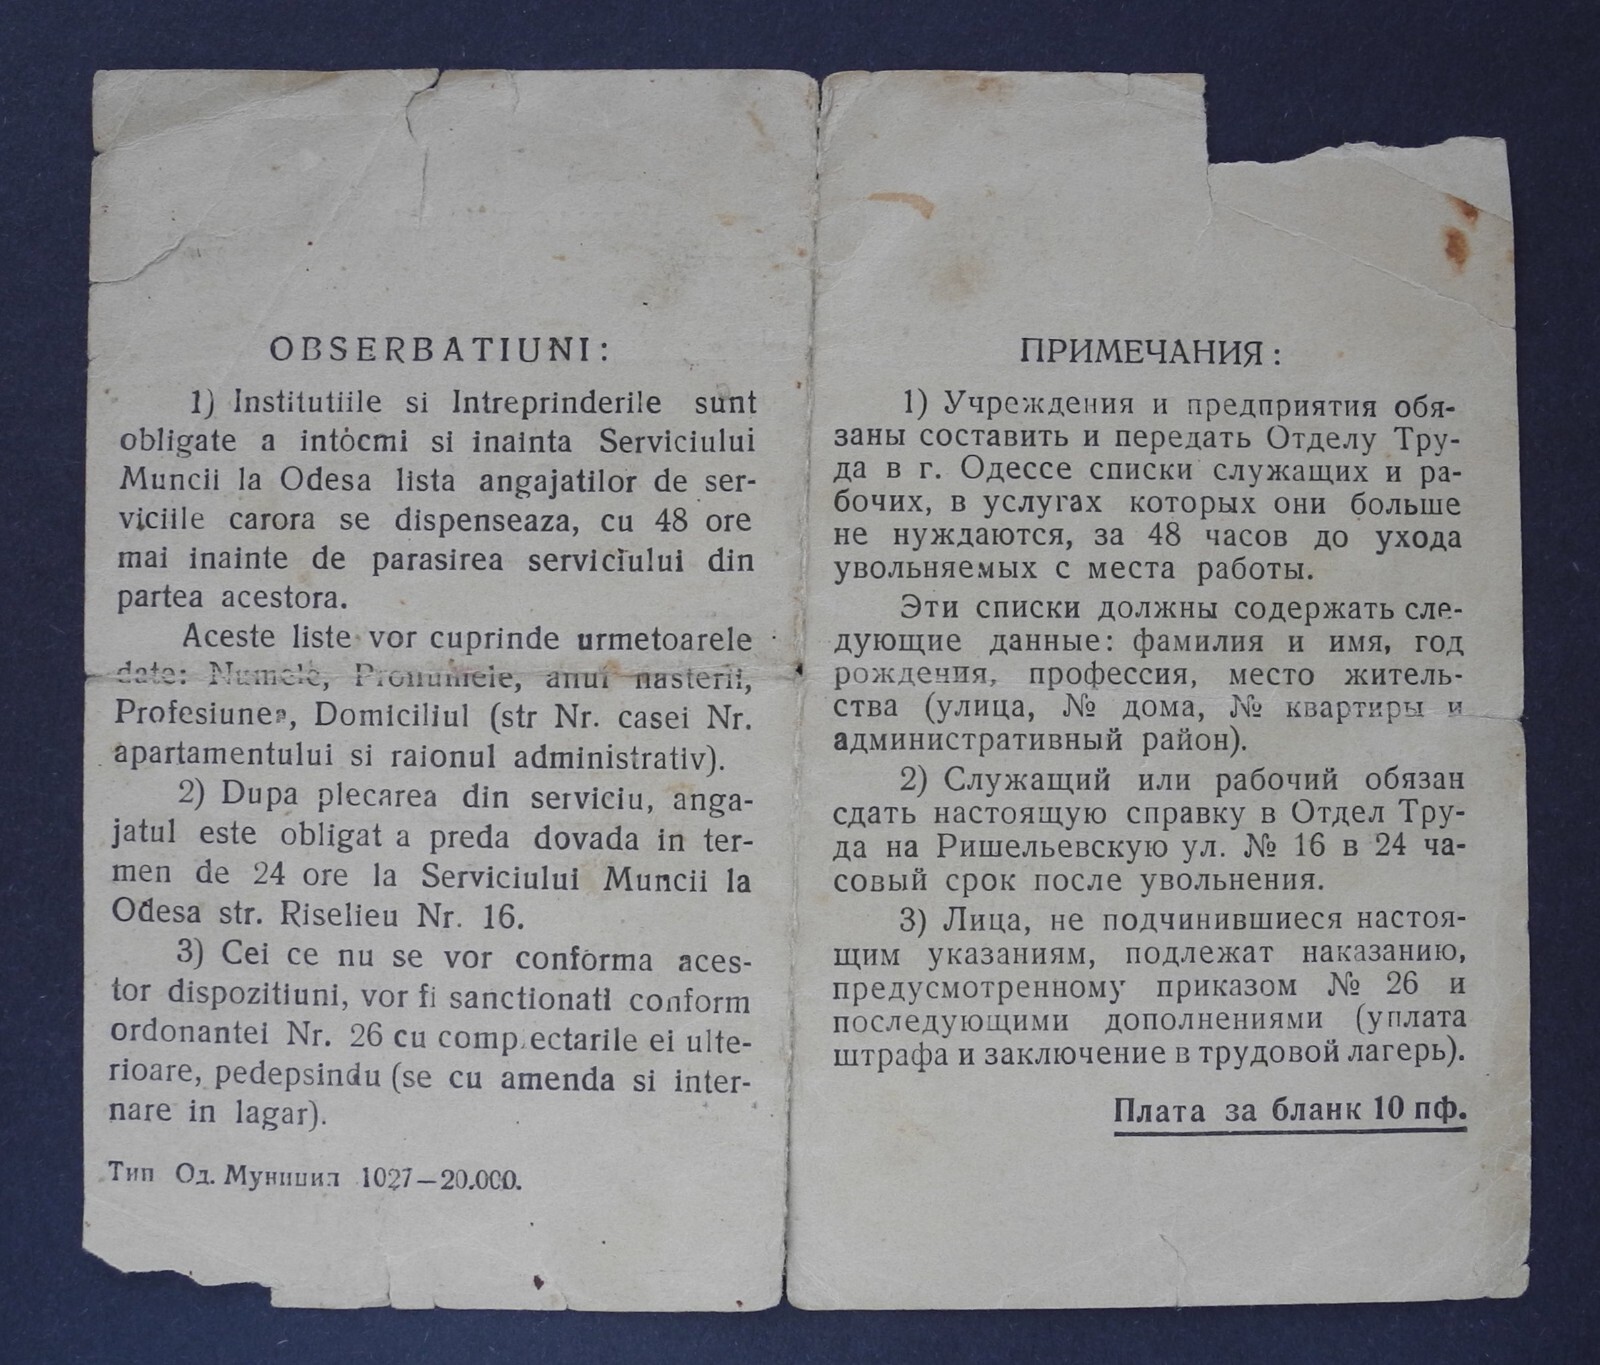 OBSERBATIUNI:
1) Institutiile si Intreprinderile sunt
obligate a intocmi si inainta Serviciului
Muncii la Odesa lista angajatilor de ser-
viciile carora se dispenseaza, cu 48 ore
mai inainte de parasirea serviciului din
partea acestora.
Aceste liste vor cuprinde urmetoarele
date: Numele, Pronumele, anul nasterii,
Profesiunea, Domiciliul (str Nr. casei Nr.
apartamentului si raionul administrativ).
2) Dupa plecarea din serviciu, anga-
jatul este obligat a preda dovada in ter-
men de 24 ore la Serviciului Muncii la
Odesa str. Riselieu Nr. 16.
3) Cei ce nu se vor conforma aces-
tor dispozitiuni, vor fi sanctionati conform
ordonantei Nr. 26 cu complectarile ei ulte-
rioare, pedepsindu (se cu amenda si inter-
nare in lagar).
Тип Од. Муницип 1027—20.000.
ПРИМЕЧАНИЯ:
1) Учреждения и предприятия обя-
заны составить и передать Отделу Тру-
да в г. Одессе списки служащих и ра-
бочих, в услугах которых они больше
не нуждаются, за 48 часов до ухода
увольняемых с места работы.
Эти списки должны содержать сле-
дующие данные: фамилия и имя, год
рождения, профессия, место житель-
ства (улица, № дома, № квартиры и
административный район).
2) Служащий или рабочий обязан
сдать настоящую справку в Отдел Тру-
да на Ришельевскую ул. № 16 в 24 ча-
совый срок после увольнения.
3) Лица, не подчинившиеся настоя-
щим указаниям, подлежат наказанию,
предусмотренному приказом № 26 и
последующими дополнениями (уплата
штрафа и заключение в трудовой лагерь).
Плата за бланк 10 пф.